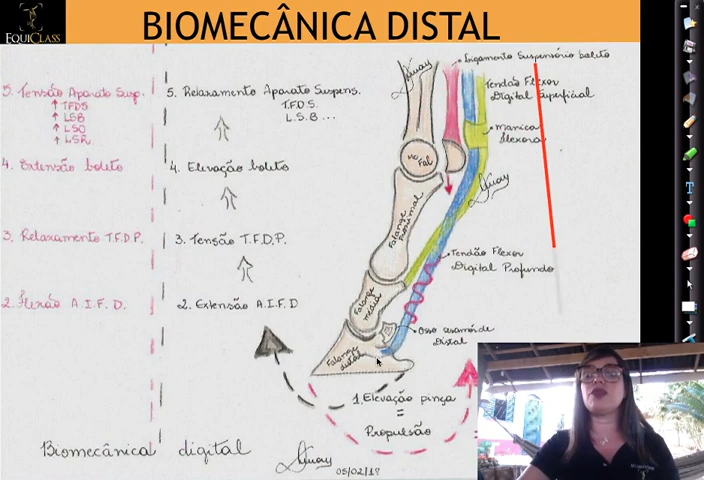 EQUICLASS
BIOMECÂNICA DISTAL
Ligamento Suspensório boleto
Tendão Flexor
Digital Superficial
Manica
flexora
5. Tensão Aparato Susp.
↑ TFDS
↑ LSB
↑ LSD
5. Relaxamento Aparato Suspens.
T.F.D.S.
L.S.B ...
4. Extensão boleto
4. Elevação boleto
Falange proximal
3. Relaxamento T.F.D.P.
3. Tensão T.F.D.P.
Tendão Flexor
Digital Profundo
2. Flexão A.I.F.D.
2. Extensão A.I.F.D
Falange
média
Osso sesamóide
Distal
Falange
distal
1. Elevação pinça
=
Propulsão
Biomecânica digital
05/02/18
T